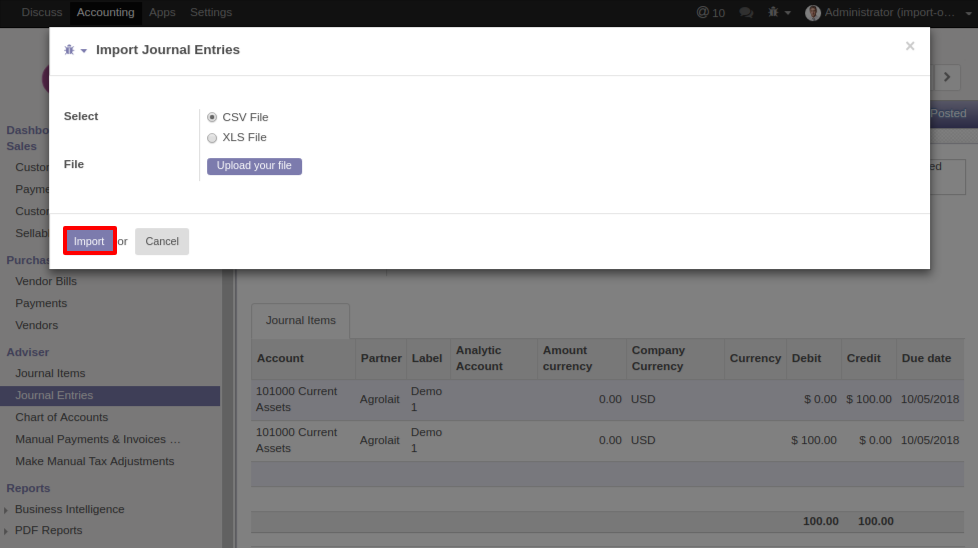 Discuss Accounting Apps Settings
@ 10 Administrator (import-o…
Import Journal Entries ×
Select
CSV File
XLS File
File
Upload your file
Import or Cancel
Posted
ed
Dashbo
Sales
Custor
Payme
Custor
Sellab
Purchas
Vendor Bills
Payments
Vendors
Adviser
Journal Items
Journal Entries
Chart of Accounts
Manual Payments & Invoices …
Make Manual Tax Adjustments
Reports
Business Intelligence
PDF Reports
Journal Items
Account Partner Label Analytic Account Amount currency Company Currency Currency Debit Credit Due date
101000 Current Assets Agrolait Demo 1 0.00 USD $ 0.00 $ 100.00 10/05/2018
101000 Current Assets Agrolait Demo 1 0.00 USD $ 100.00 $ 0.00 10/05/2018
100.00 100.00